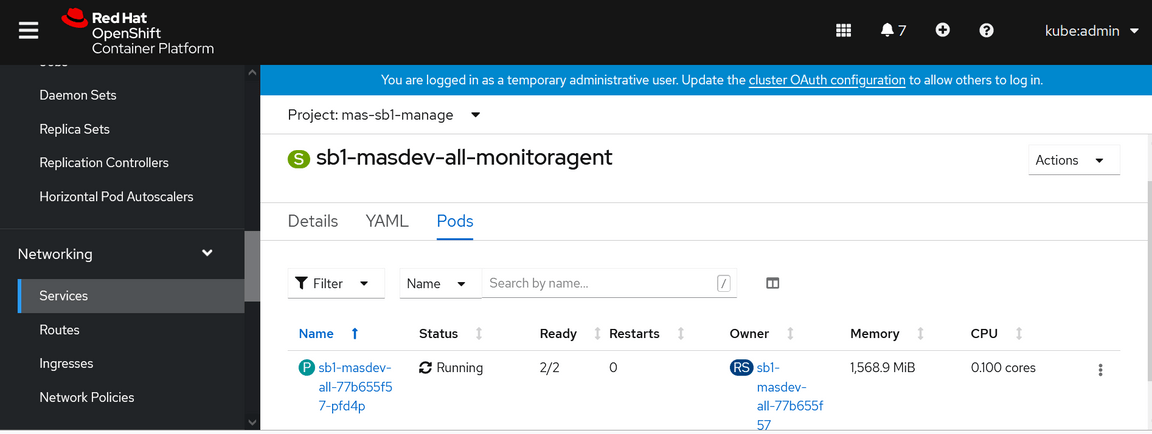 Red Hat
OpenShift
Container Platform
7
kube:admin
You are logged in as a temporary administrative user. Update the cluster OAuth configuration to allow others to log in.
Daemon Sets
Replica Sets
Replication Controllers
Horizontal Pod Autoscalers
Networking
Services
Routes
Ingresses
Network Policies
Project: mas-sb1-manage
S sb1-masdev-all-monitoragent
Actions
Details YAML Pods
Filter Name Search by name... /
Name Status Ready Restarts Owner Memory CPU
P sb1-masdev-all-77b655f57-pfd4p Running 2/2 0 RS sb1-masdev-all-77b655f57 1,568.9 MiB 0.100 cores